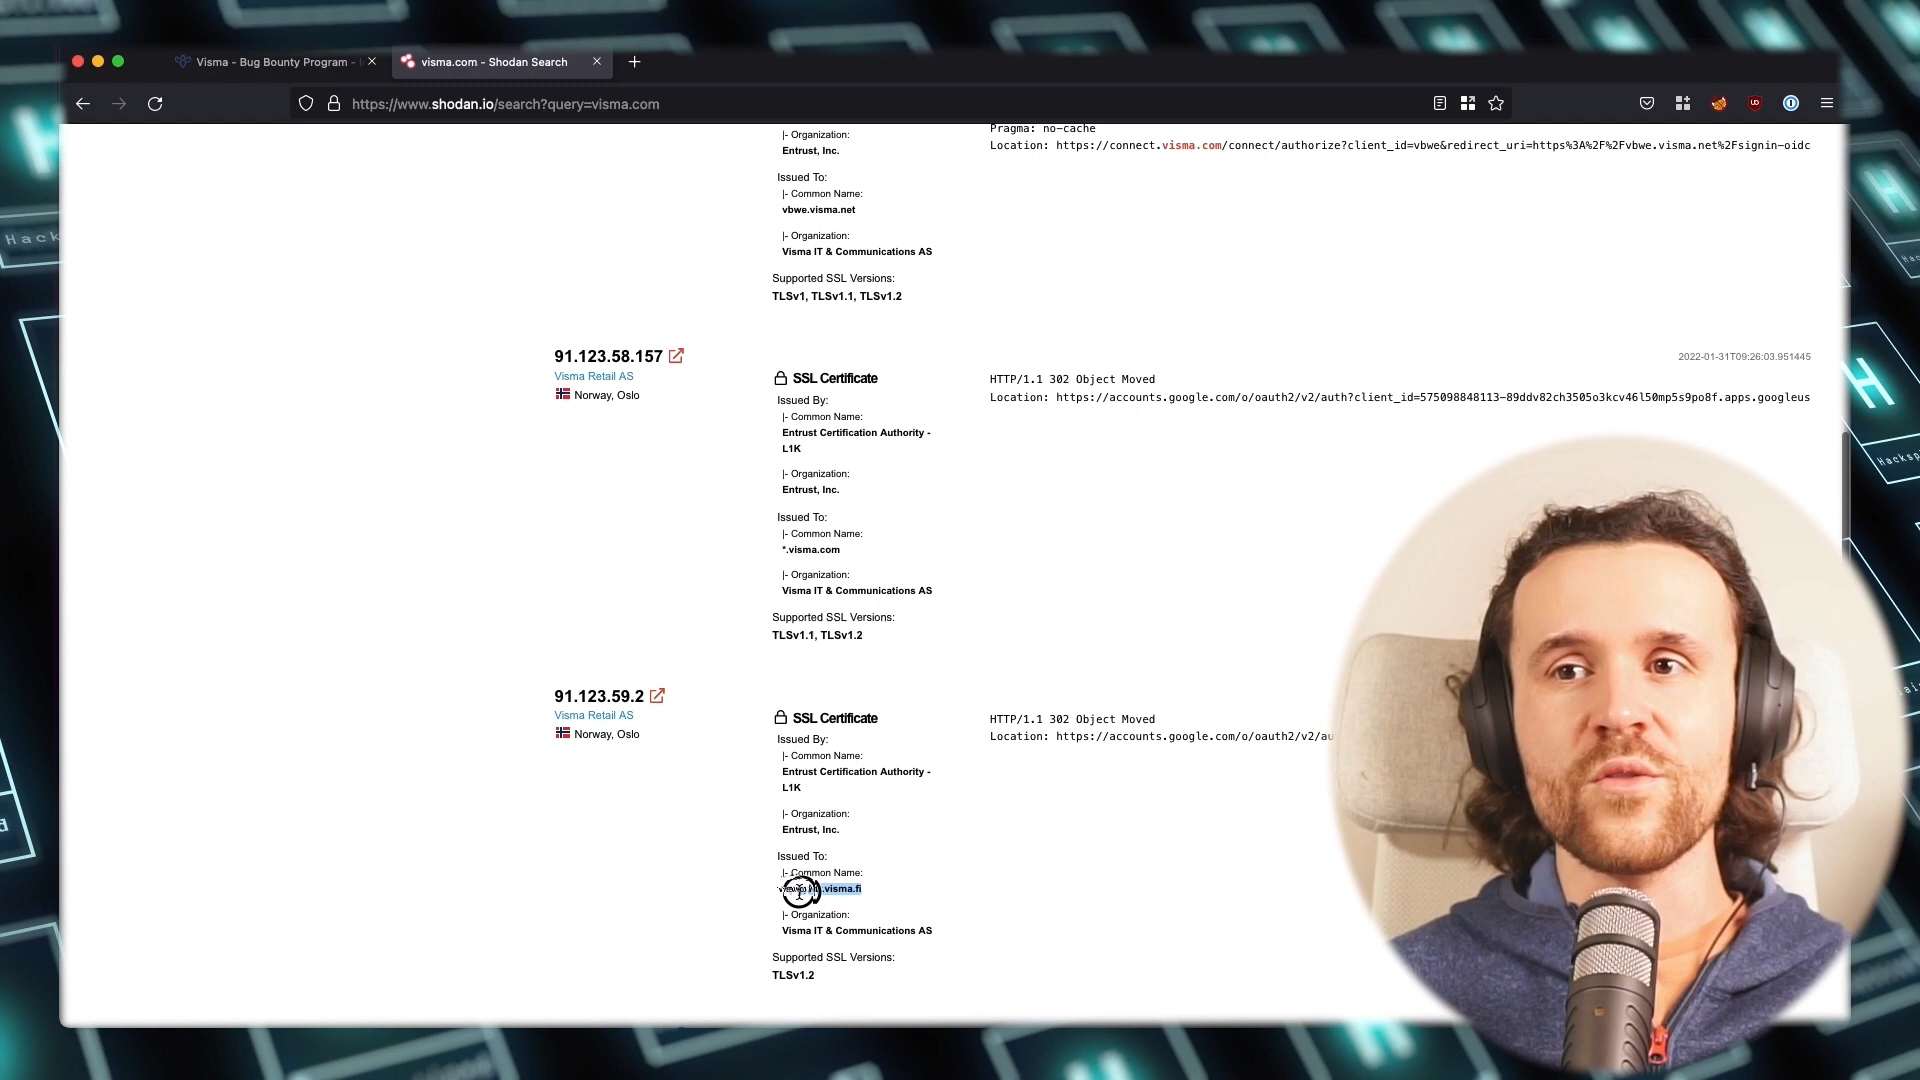 Visma - Bug Bounty Program -
visma.com - Shodan Search
https://www.shodan.io/search?query=visma.com
|- Organization:
Entrust, Inc.
Issued To:
|- Common Name:
vbwe.visma.net
|- Organization:
Visma IT & Communications AS
Supported SSL Versions:
TLSv1, TLSv1.1, TLSv1.2
Pragma: no-cache
Location: https://connect.visma.com/connect/authorize?client_id=vbwe&redirect_uri=https%3A%2F%2Fvbwe.visma.net%2Fsignin-oidc
91.123.58.157
Visma Retail AS
Norway, Oslo
SSL Certificate
Issued By:
|- Common Name:
Entrust Certification Authority -
L1K
|- Organization:
Entrust, Inc.
Issued To:
|- Common Name:
*.visma.com
|- Organization:
Visma IT & Communications AS
Supported SSL Versions:
TLSv1.1, TLSv1.2
2022-01-31T09:26:03.951445
HTTP/1.1 302 Object Moved
Location: https://accounts.google.com/o/oauth2/v2/auth?client_id=575098848113-89ddv82ch3505o3kcv46l50mp5s9po8f.apps.googleus
91.123.59.2
Visma Retail AS
Norway, Oslo
SSL Certificate
Issued By:
|- Common Name:
Entrust Certification Authority -
L1K
|- Organization:
Entrust, Inc.
Issued To:
|- Common Name:
.visma.fi
|- Organization:
Visma IT & Communications AS
Supported SSL Versions:
TLSv1.2
HTTP/1.1 302 Object Moved
Location: https://accounts.google.com/o/oauth2/v2/au